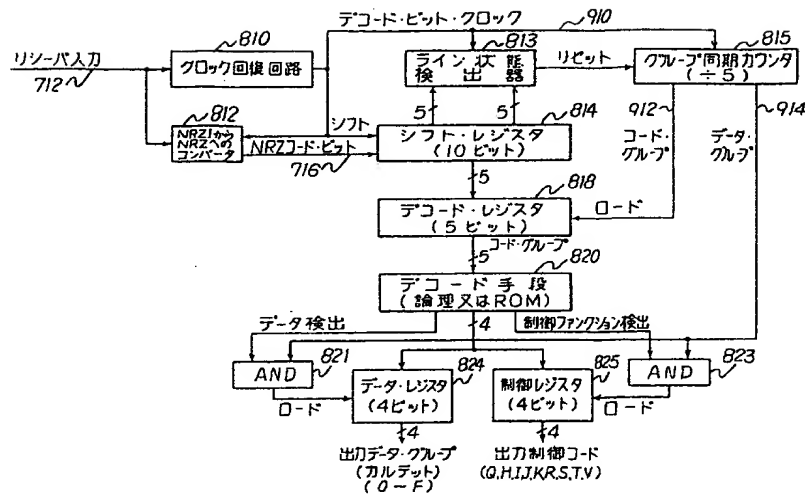 デコード・ビット・クロック
910
リシーバ入力
712
810
クロック回復回路
813
ライン状態
検出器
リセット
815
グループ同期カウンタ
(÷5)
812
NRZIから
NRZへの
コンバータ
シフト
NRZコード・ビット
716
5
5
814
シフト・レジスタ
(10ビット)
912
コード・
グループ
データ・
グループ
914
5
818
デコード・レジスタ
(5ビット)
ロード
5
コード・グループ
820
デコード手段
(論理又はROM)
データ検出
4
制御ファンクション検出
821
AND
ロード
824
データ・レジスタ
(4ビット)
825
制御レジスタ
(4ビット)
823
AND
ロード
4
4
出力データ・グループ
(カルテット)
(0～F)
出力制御コード
(Q,H,I,J,K,R,S,T,V)